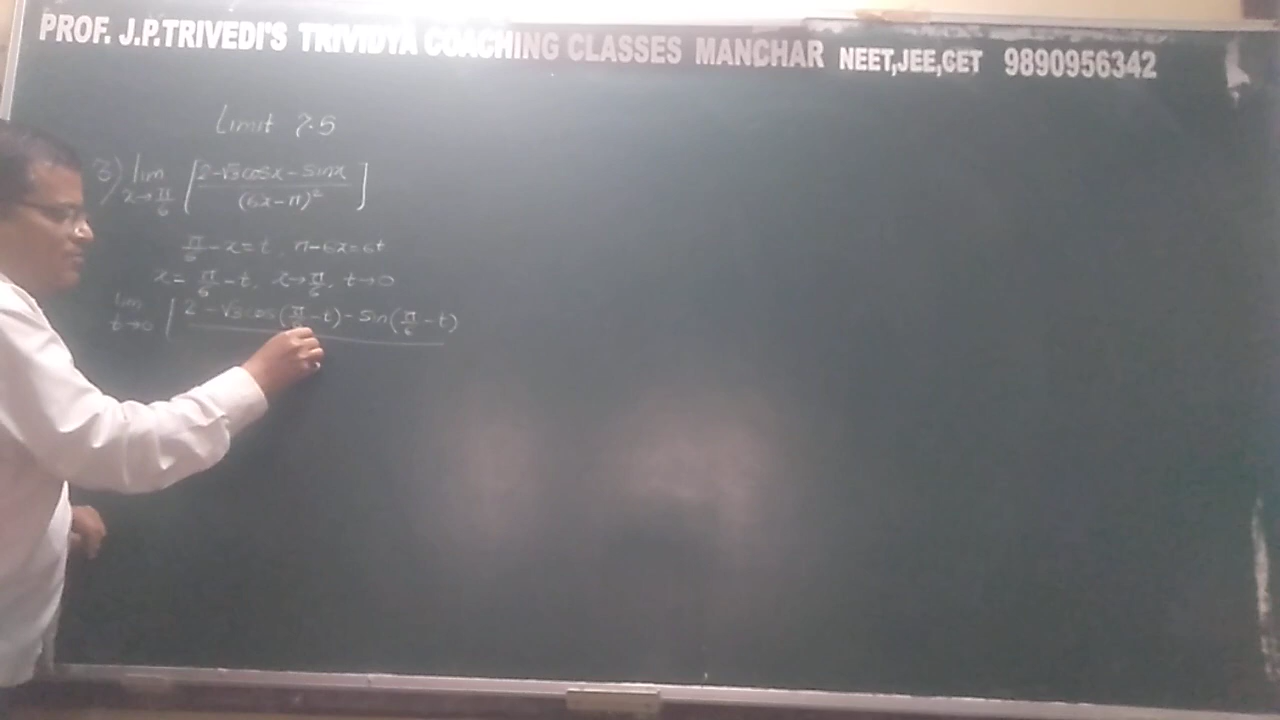 PROF. J.P.TRIVEDI'S TRIVIDYA COACHING CLASSES MANCHAR NEET,JEE,CET 9890956342
Limit 7.5
3) lim x→π/6 [(2-√3cosx-sinx)/(6x-π)²]
π/6-x=t, π-6x=6t
x=π/6-t, x→π/6, t→0
lim t→0 [2-√3cos(π/6-t)-sin(π/6-t)